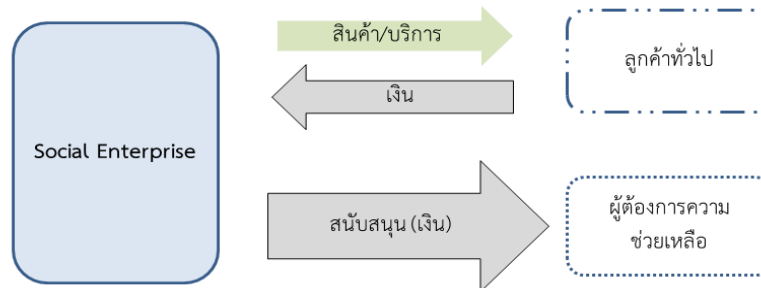 สินค้า/บริการ
ลูกค้าทั่วไป
เงิน
Social Enterprise
สนับสนุน (เงิน)
ผู้ต้องการความ
ช่วยเหลือ